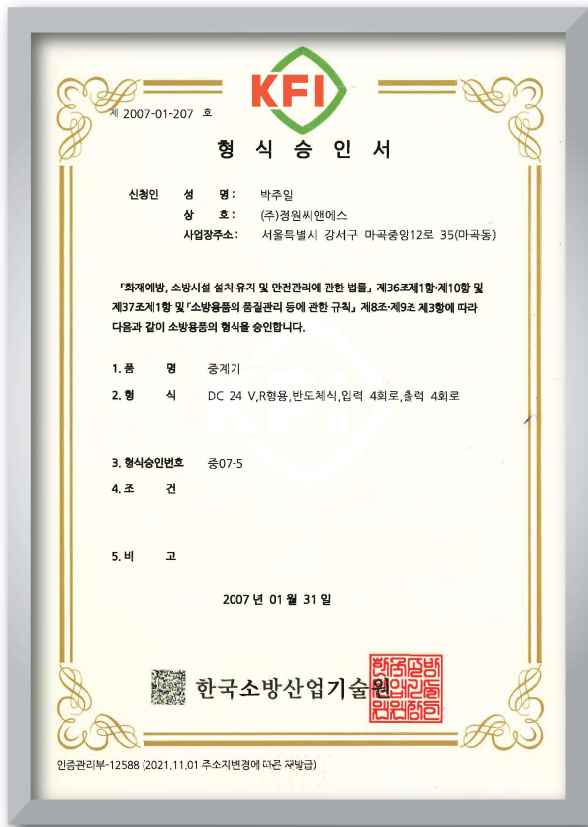 KFI
제 2007-01-207 호
형 식 승 인 서
신청인 성 명: 박주일
상 호: (주)정원씨앤에스
사업장주소: 서울특별시 강서구 마곡중앙12로 35(마곡동)
「화재예방, 소방시설 설치·유지 및 안전관리에 관한 법률」 제36조제1항·제10항 및
제37조제1항 및 「소방용품의 품질관리 등에 관한 규칙」 제8조·제9조 제3항에 따라
다음과 같이 소방용품의 형식을 승인합니다.
1. 품 명 중계기
2. 형 식 DC 24 V,R형용,반도체식,입력 4회로,출력 4회로
3. 형식승인번호 중07-5
4. 조 건
5. 비 고
2007 년 01 월 31 일
한국소방산업기술원
인증관리부-12588 (2021.11.01 주소지변경에 따른 재발급)